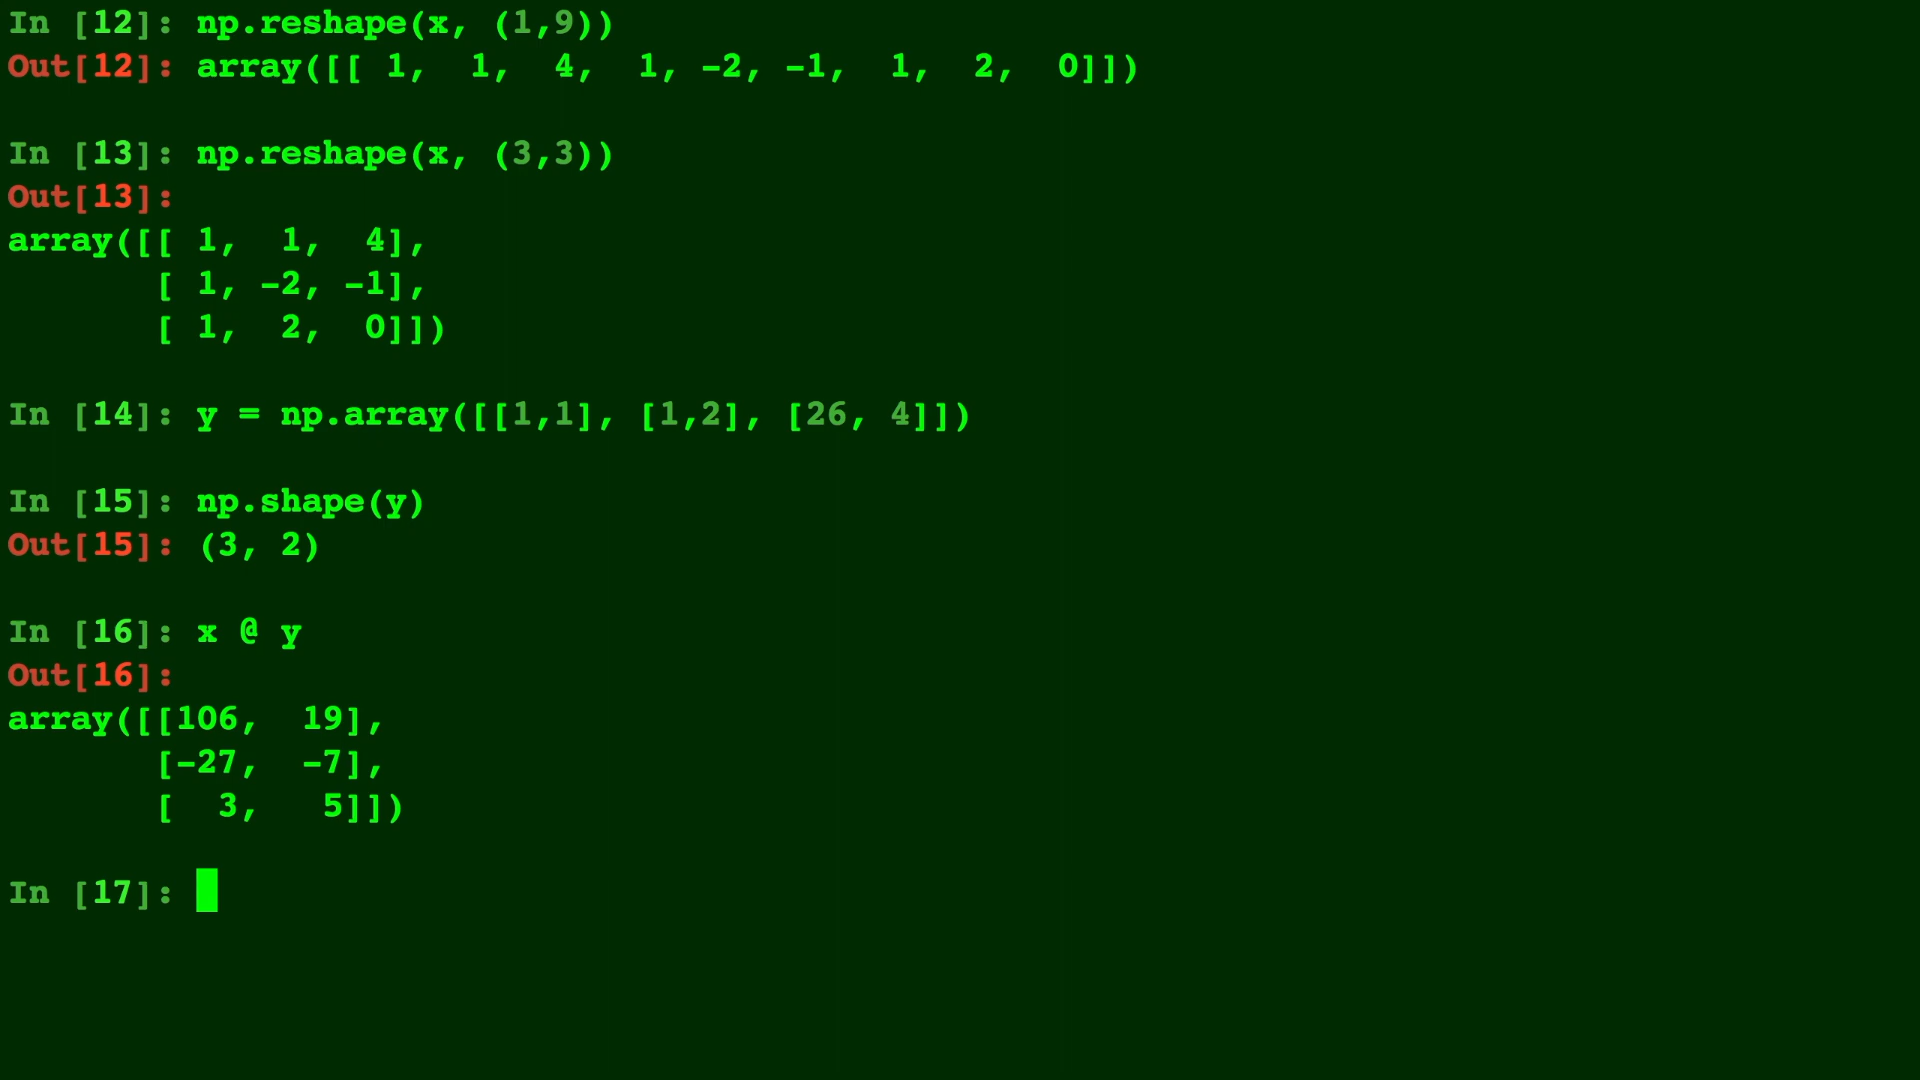 In [12]: np.reshape(x, (1,9))
Out[12]: array([[ 1,  1,  4,  1, -2, -1,  1,  2,  0]])
In [13]: np.reshape(x, (3,3))
Out[13]:
array([[ 1,  1,  4],
       [ 1, -2, -1],
       [ 1,  2,  0]])
In [14]: y = np.array([[1,1], [1,2], [26, 4]])
In [15]: np.shape(y)
Out[15]: (3, 2)
In [16]: x @ y
Out[16]:
array([[106,  19],
       [-27,  -7],
       [  3,   5]])
In [17]: